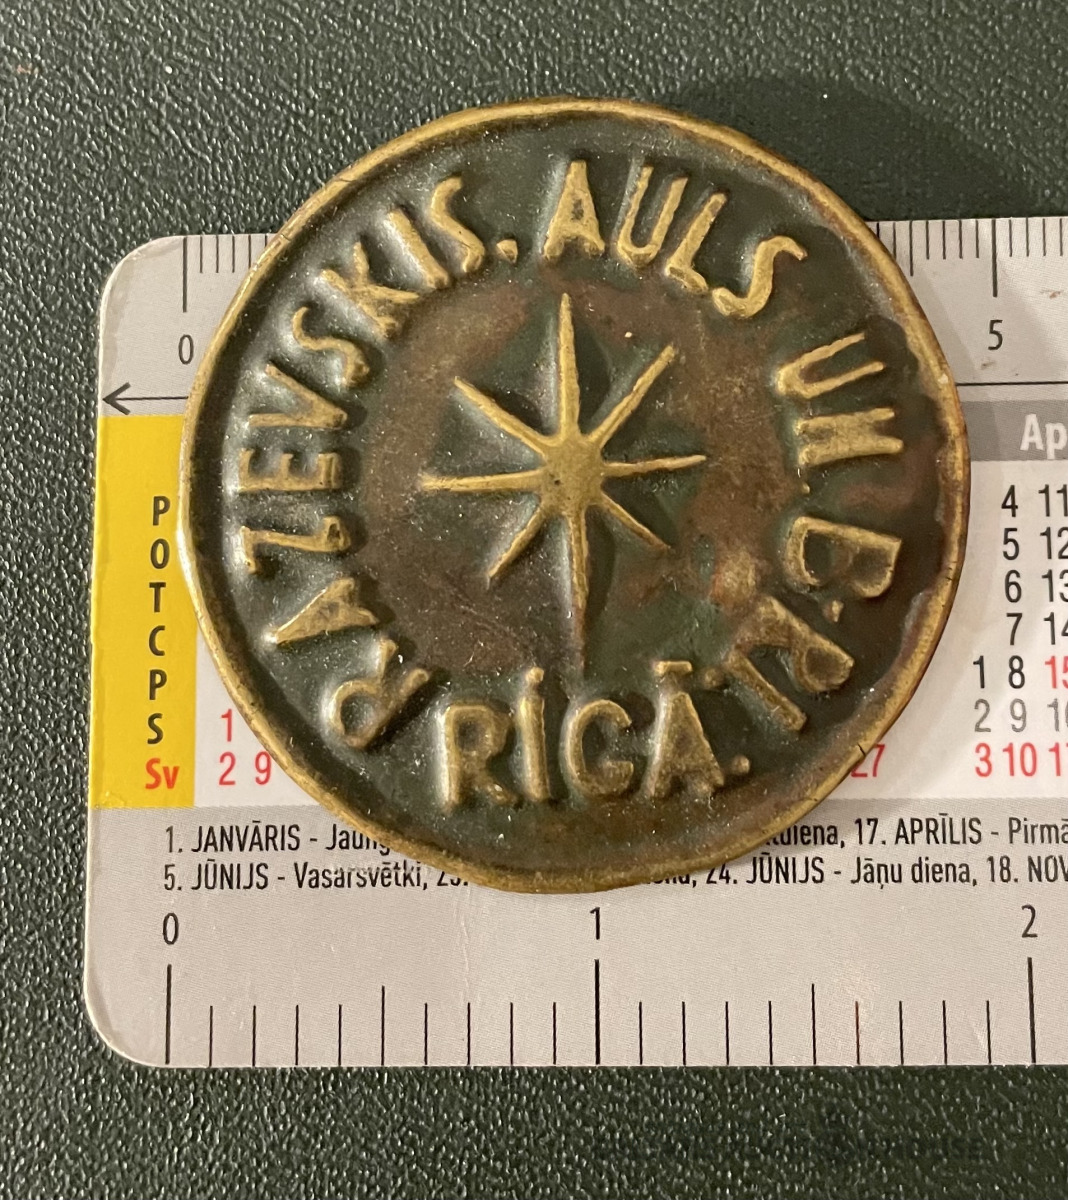 RAZEVSKIS. AULS UN B·RI.
RĪGĀ.
0 5
Ap
P 4 11
O 5 12
T 6 13
C 7 14
P 1 8 15
S 1 2 9 10
Sv 2 9 27 3 10 17
1. JANVĀRIS - diena, 17. APRĪLIS - Pirmā
5. JŪNIJS - Vasarsvētki, 24. JŪNIJS - Jāņu diena, 18. NOV
0 1 2